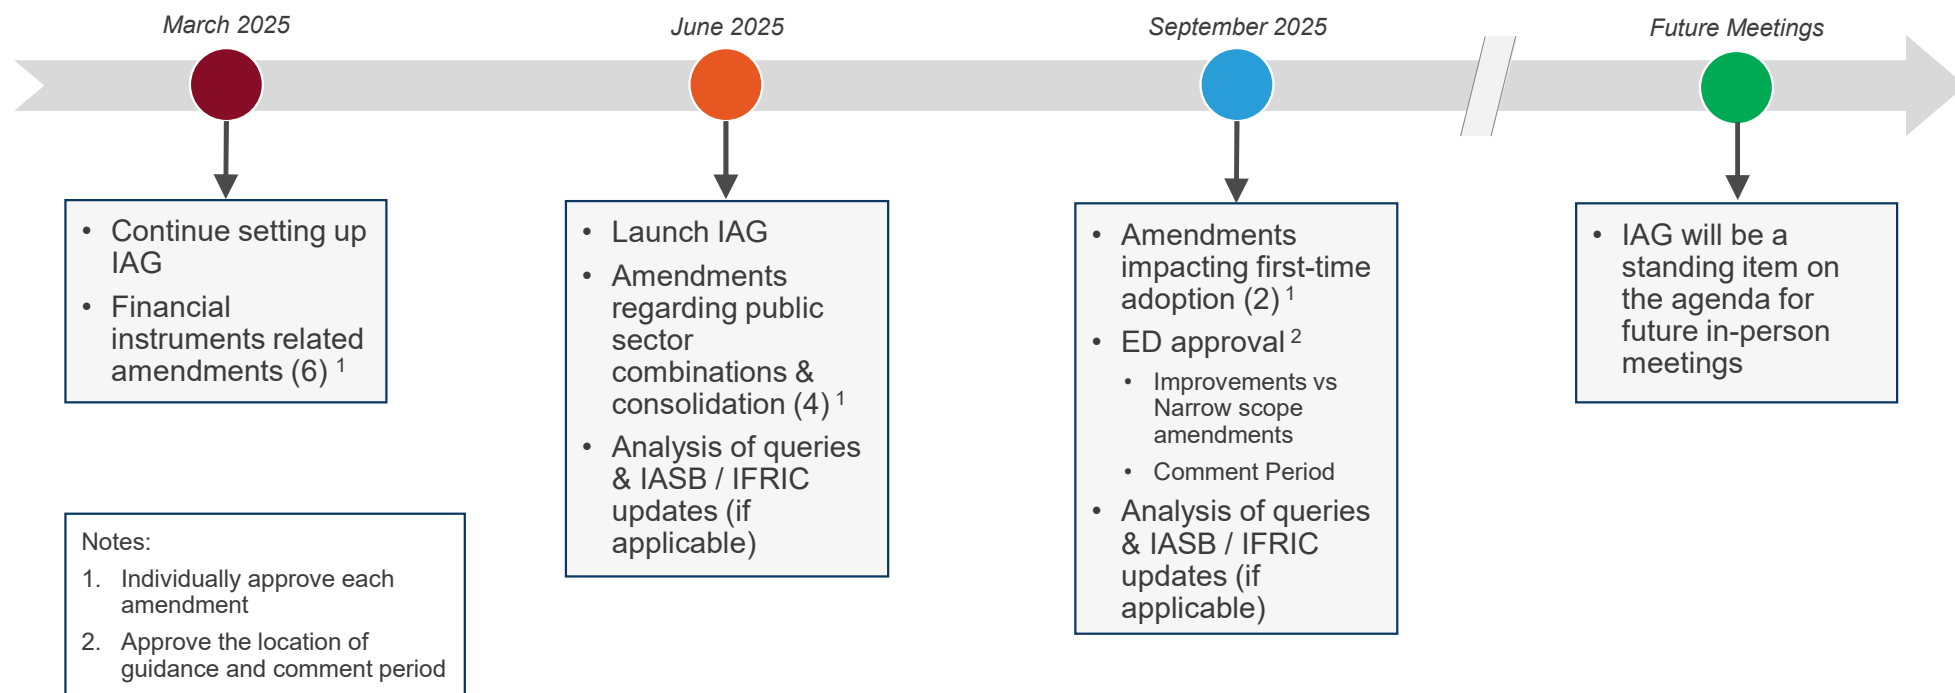 March 2025
June 2025
September 2025
Future Meetings
• Continue setting up
IAG
• Financial
instruments related
amendments (6) 1
• Launch IAG
• Amendments
regarding public
sector
combinations &
consolidation (4) 1
• Analysis of queries
& IASB / IFRIC
updates (if
applicable)
• Amendments
impacting first-time
adoption (2) 1
• ED approval 2
• Improvements vs
Narrow scope
amendments
• Comment Period
• Analysis of queries
& IASB / IFRIC
updates (if
applicable)
• IAG will be a
standing item on
the agenda for
future in-person
meetings
Notes:
1. Individually approve each
amendment
2. Approve the location of
guidance and comment period